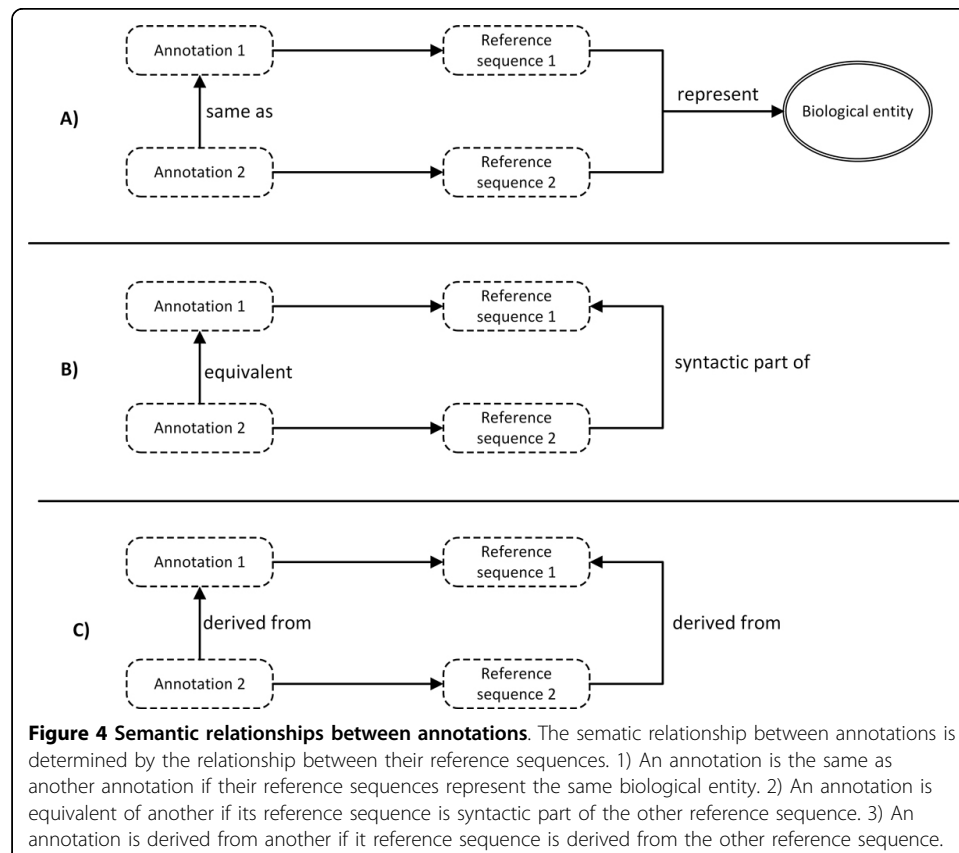 Annotation 1
Reference
sequence 1
A)
same as
represent
Biological entity
Annotation 2
Reference
sequence 2
Annotation 1
Reference
sequence 1
B)
equivalent
syntactic part of
Annotation 2
Reference
sequence 2
Annotation 1
Reference
sequence 1
C)
derived from
derived from
Annotation 2
Reference
sequence 2
Figure 4 Semantic relationships between annotations. The sematic relationship between annotations is
determined by the relationship between their reference sequences. 1) An annotation is the same as
another annotation if their reference sequences represent the same biological entity. 2) An annotation is
equivalent of another if its reference sequence is syntactic part of the other reference sequence. 3) An
annotation is derived from another if it reference sequence is derived from the other reference sequence.